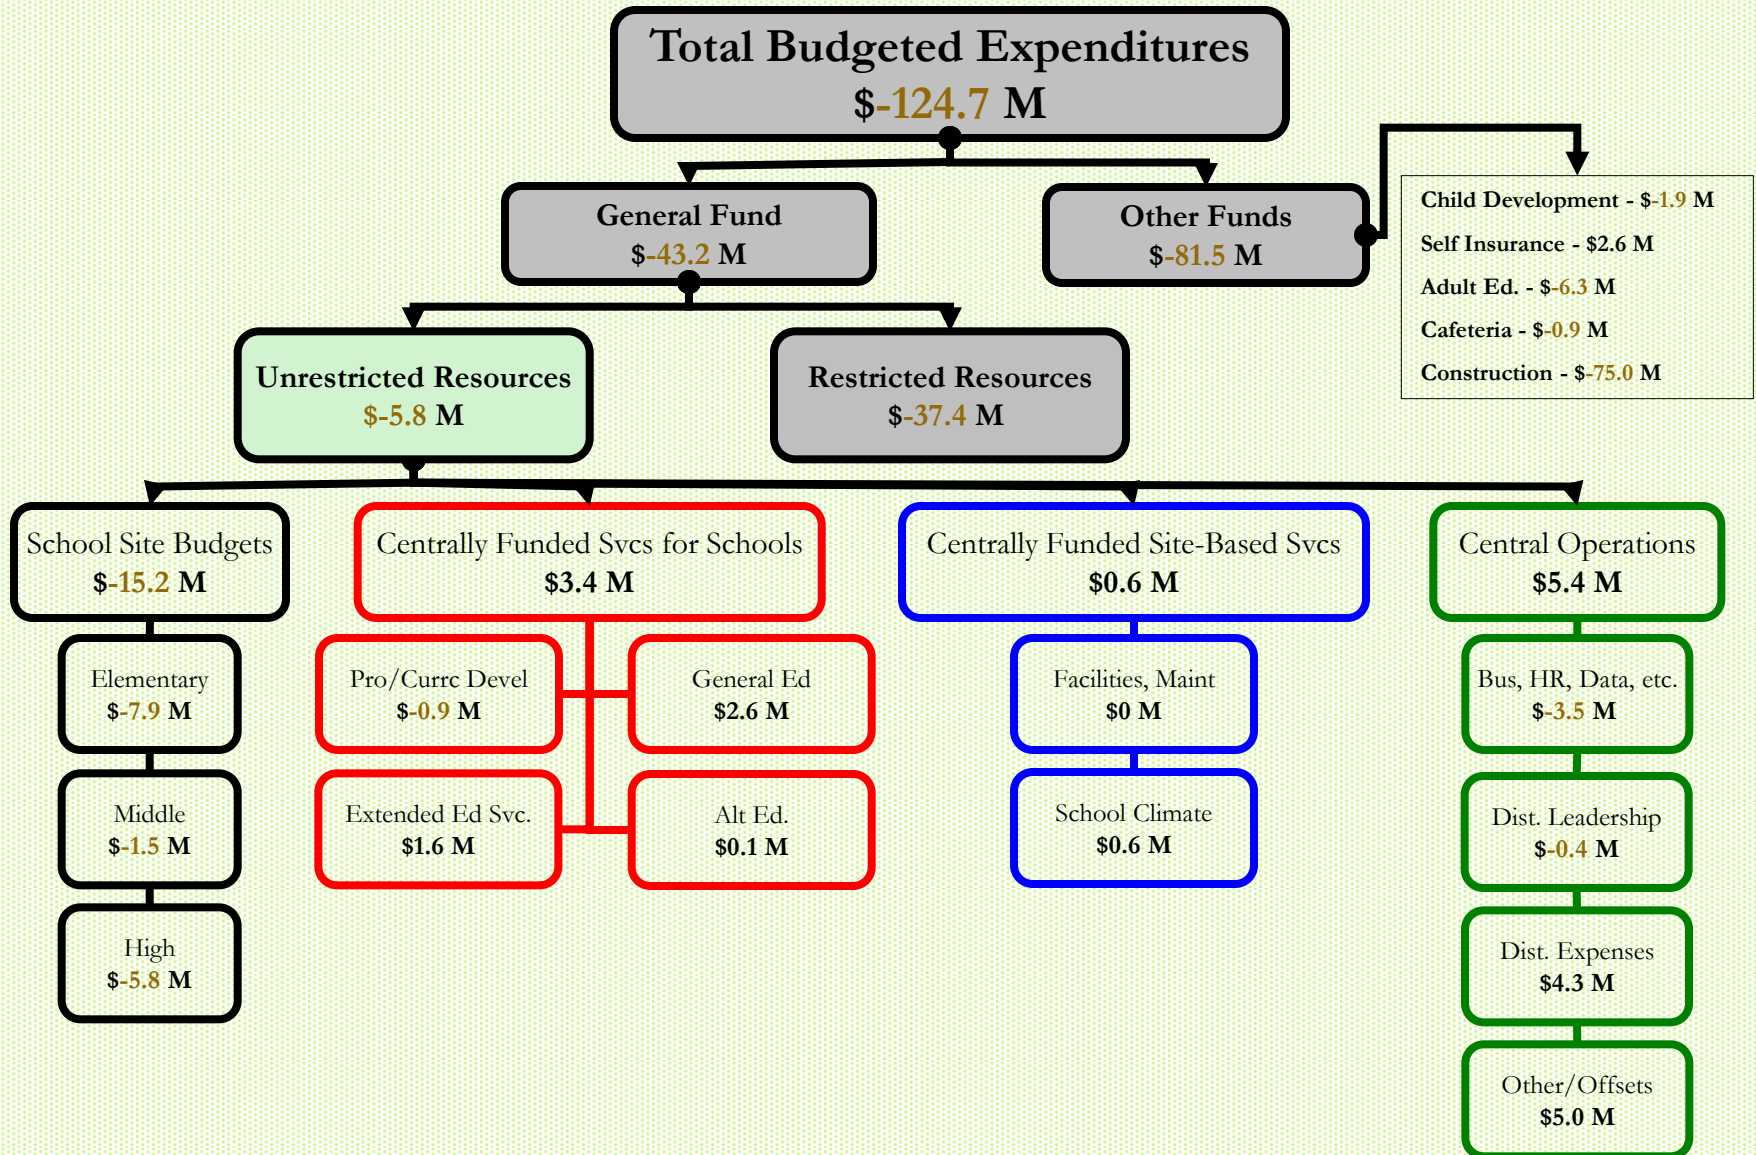 Total Budgeted Expenditures
$-124.7 M
General Fund
$-43.2 M
Other Funds
$-81.5 M
Child Development - $-1.9 M
Self Insurance - $2.6 M
Adult Ed. - $-6.3 M
Cafeteria - $-0.9 M
Construction - $-75.0 M
Unrestricted Resources
$-5.8 M
Restricted Resources
$-37.4 M
School Site Budgets
$-15.2 M
Centrally Funded Svcs for Schools
$3.4 M
Centrally Funded Site-Based Svcs
$0.6 M
Central Operations
$5.4 M
Elementary
$-7.9 M
Middle
$-1.5 M
High
$-5.8 M
Pro/Currc Devel
$-0.9 M
General Ed
$2.6 M
Extended Ed Svc.
$1.6 M
Alt Ed.
$0.1 M
Facilities, Maint
$0 M
School Climate
$0.6 M
Bus, HR, Data, etc.
$-3.5 M
Dist. Leadership
$-0.4 M
Dist. Expenses
$4.3 M
Other/Offsets
$5.0 M